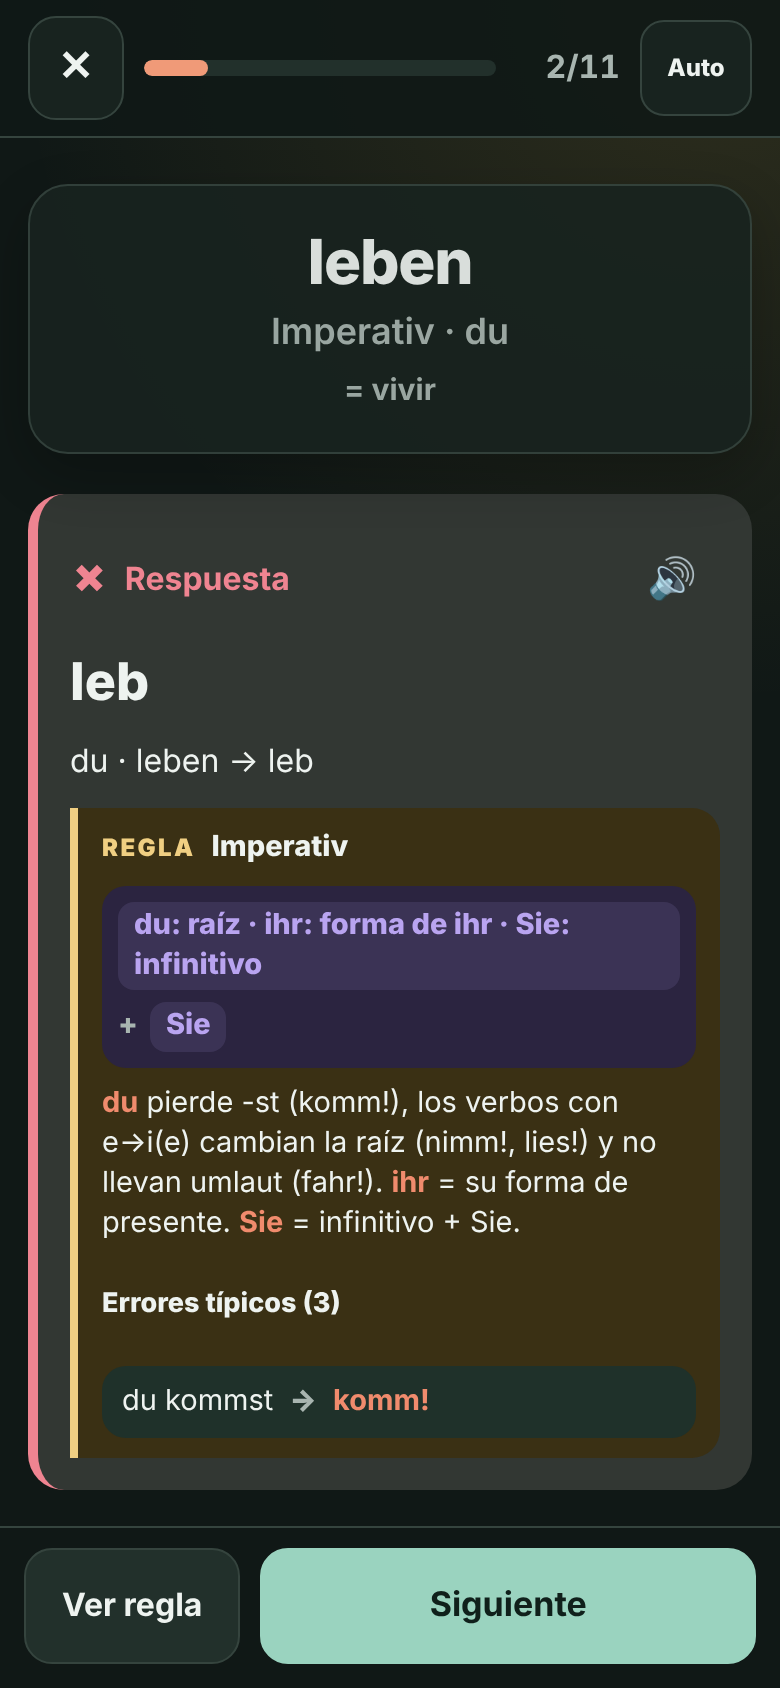 ✕ 2/11 Auto
leben
Imperativ · du
= vivir
✖ Respuesta 🔊
leb
du · leben → leb
REGLA Imperativ
du: raíz · ihr: forma de ihr · Sie:
infinitivo
+ Sie
du pierde -st (komm!), los verbos con
e→i(e) cambian la raíz (nimm!, lies!) y no
llevan umlaut (fahr!). ihr = su forma de
presente. Sie = infinitivo + Sie.
Errores típicos (3)
du kommst → komm!
Ver regla Siguiente